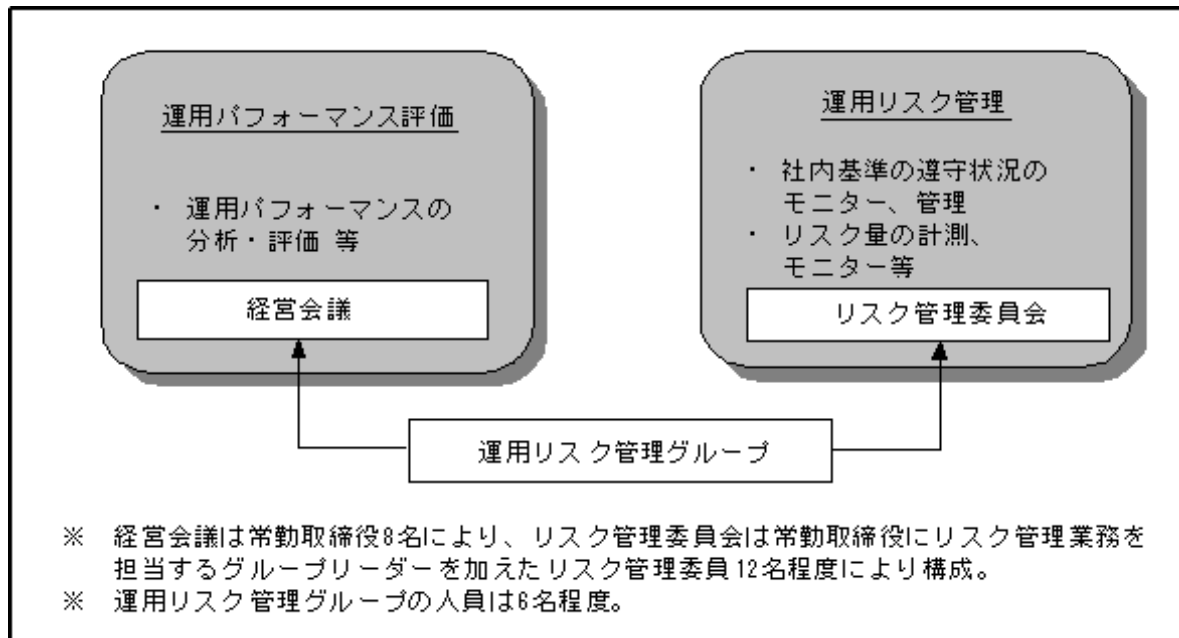 運用パフォーマンス評価
・ 運用パフォーマンスの
分析・評価 等
経営会議
運用リスク管理
・ 社内基準の遵守状況の
モニター、管理
・ リスク量の計測、
モニター等
リスク管理委員会
運用リスク管理グループ
※ 経営会議は常勤取締役8名により、リスク管理委員会は常勤取締役にリスク管理業務を
担当するグループリーダーを加えたリスク管理委員12名程度により構成。
※ 運用リスク管理グループの人員は6名程度。